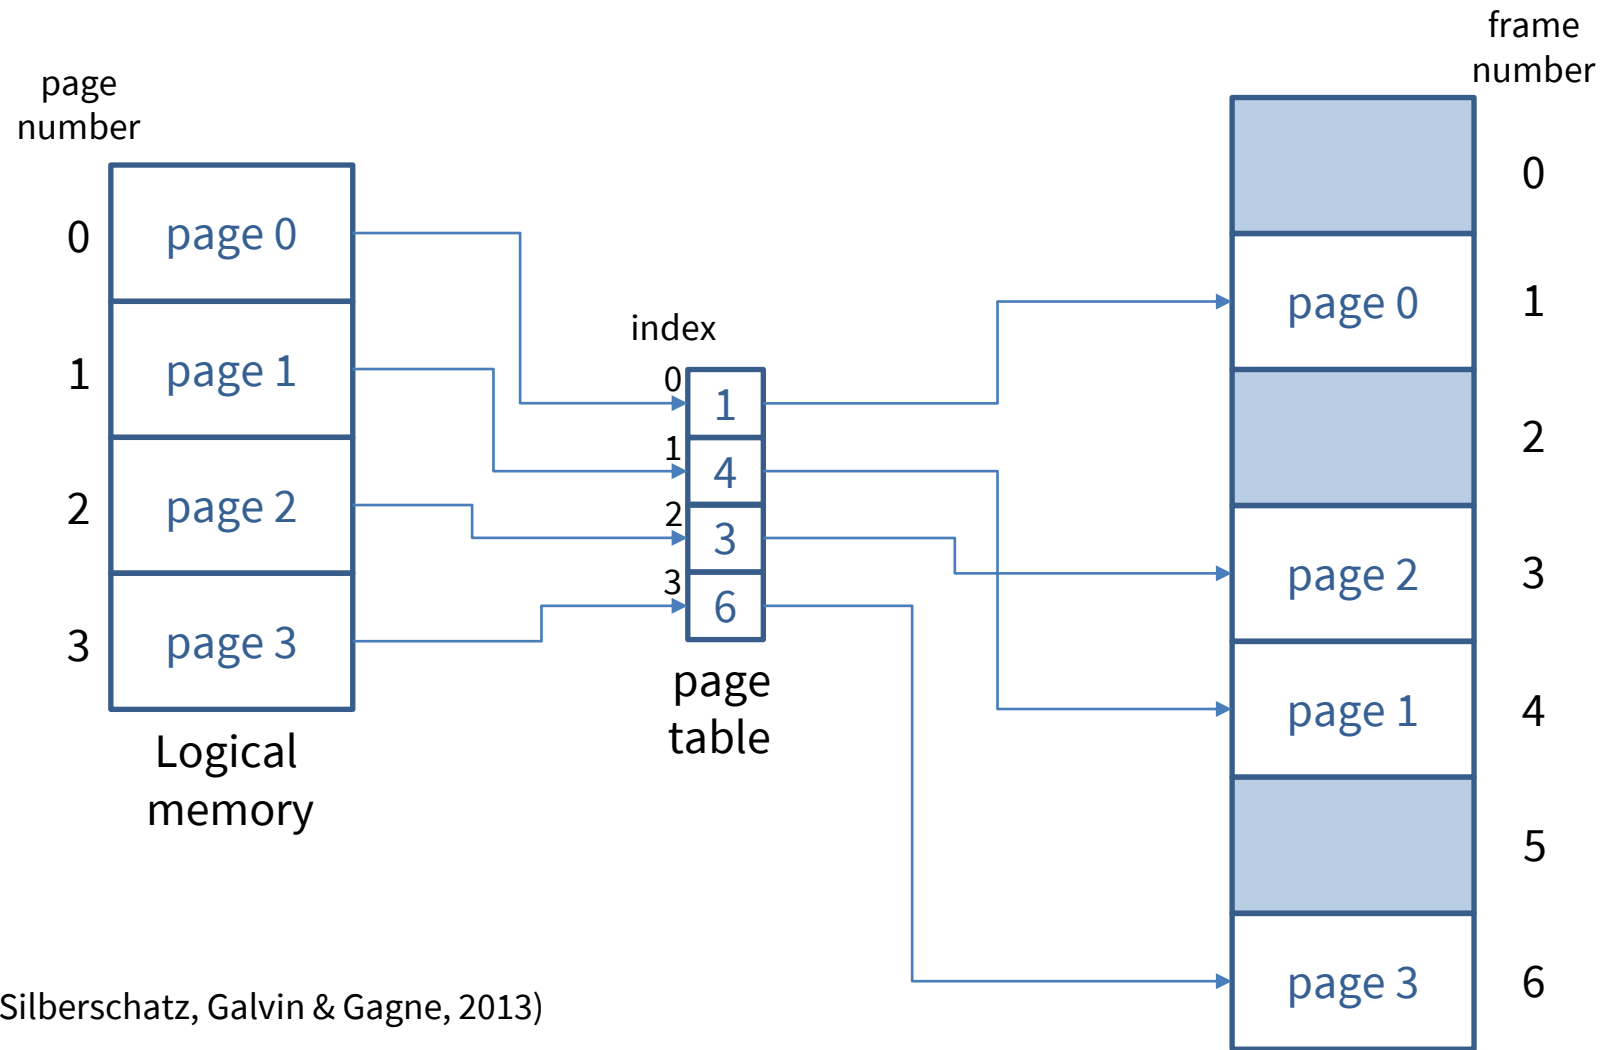 page
number
0
page 0
1
page 1
2
page 2
3
page 3
Logical
memory
index
0
1
1
4
2
3
3
6
page
table
frame
number
0
page 0
1
2
page 2
3
page 1
4
5
page 3
6
Silberschatz, Galvin & Gagne, 2013)